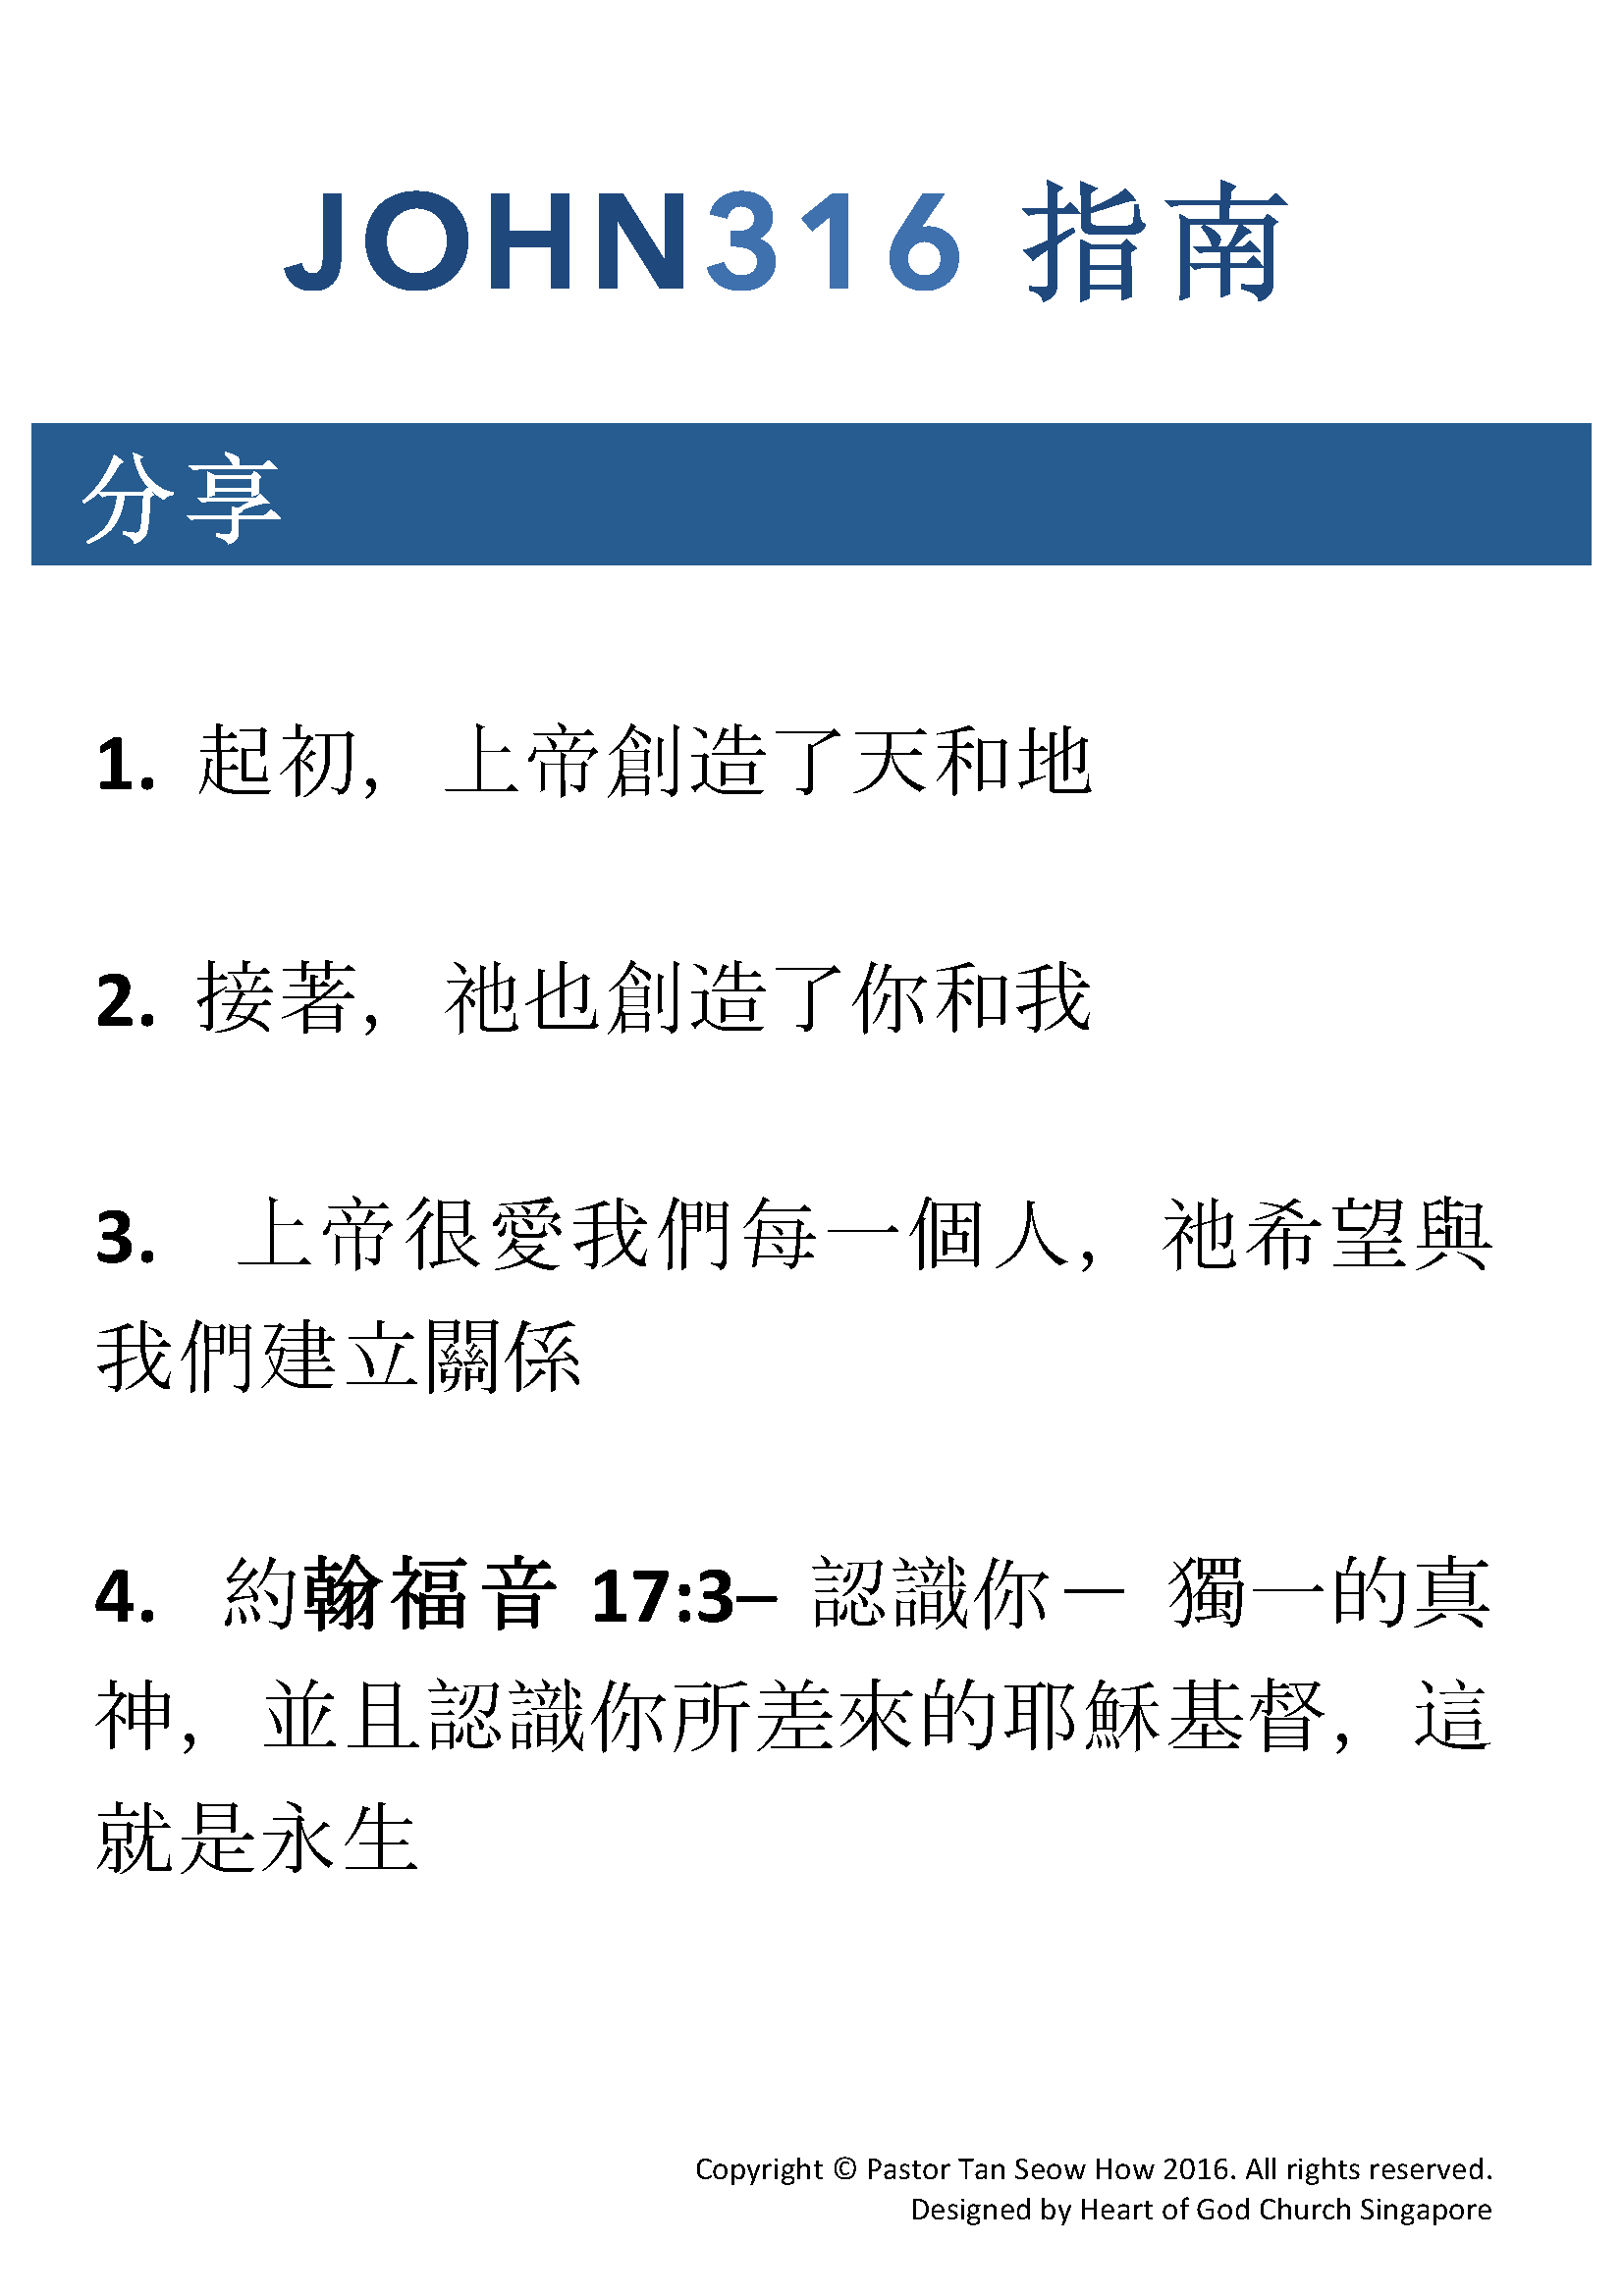 JOHN316 指南
分享
1. 起初，上帝創造了天和地
2. 接著，祂也創造了你和我
3. 上帝很愛我們每一個人，祂希望與
我們建立關係
4. 約翰福音 17:3– 認識你－ 獨一的真
神，並且認識你所差來的耶穌基督，這
就是永生
Copyright © Pastor Tan Seow How 2016. All rights reserved.
Designed by Heart of God Church Singapore